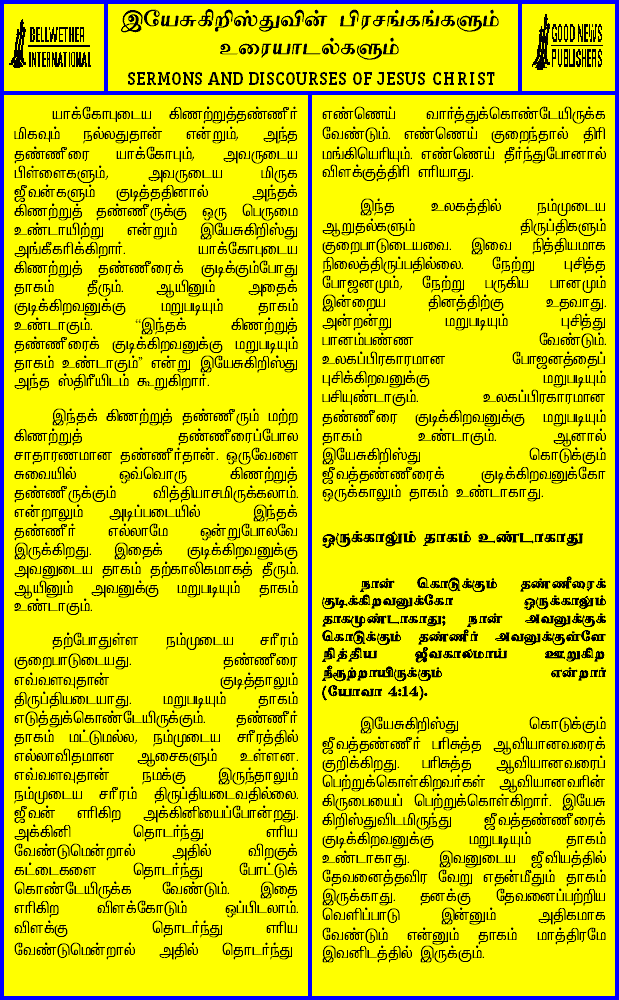 BELLWETHER
INTERNATIONAL
இயேசுகிறிஸ்துவின் பிரசங்கங்களும்
உரையாடல்களும்
SERMONS AND DISCOURSES OF JESUS CHRIST
GOOD NEWS
PUBLISHERS
யாக்கோபுடைய கிணற்றுத்தண்ணீர்
மிகவும் நல்லதுதான் என்றும், அந்த
தண்ணீரை யாக்கோபும், அவருடைய
பிள்ளைகளும், அவருடைய மிருக
ஜீவன்களும் குடித்ததினால் அந்தக்
கிணற்றுத் தண்ணீருக்கு ஒரு பெருமை
உண்டாயிற்று என்றும் இயேசுகிறிஸ்து
அங்கீகரிக்கிறார். யாக்கோபுடைய
கிணற்றுத் தண்ணீரைக் குடிக்கும்போது
தாகம் தீரும். ஆயினும் அதைக்
குடிக்கிறவனுக்கு மறுபடியும் தாகம்
உண்டாகும். “இந்தக் கிணற்றுத்
தண்ணீரைக் குடிக்கிறவனுக்கு மறுபடியும்
தாகம் உண்டாகும்” என்று இயேசுகிறிஸ்து
அந்த ஸ்திரீயிடம் கூறுகிறார்.
இந்தக் கிணற்றுத் தண்ணீரும் மற்ற
கிணற்றுத் தண்ணீரைப்போல
சாதாரணமான தண்ணீர்தான். ஒருவேளை
சுவையில் ஒவ்வொரு கிணற்றுத்
தண்ணீருக்கும் வித்தியாசமிருக்கலாம்.
என்றாலும் அடிப்படையில் இந்தக்
தண்ணீர் எல்லாமே ஒன்றுபோலவே
இருக்கிறது. இதைக் குடிக்கிறவனுக்கு
அவனுடைய தாகம் தற்காலிகமாகத் தீரும்.
ஆயினும் அவனுக்கு மறுபடியும் தாகம்
உண்டாகும்.
தற்போதுள்ள நம்முடைய சரீரம்
குறைபாடுடையது. தண்ணீரை
எவ்வளவுதான் குடித்தாலும்
திருப்தியடையாது. மறுபடியும் தாகம்
எடுத்துக்கொண்டேயிருக்கும். தண்ணீர்
தாகம் மட்டுமல்ல, நம்முடைய சரீரத்தில்
எல்லாவிதமான ஆசைகளும் உள்ளன.
எவ்வளவுதான் நமக்கு இருந்தாலும்
நம்முடைய சரீரம் திருப்தியடைவதில்லை.
ஜீவன் எரிகிற அக்கினியைப்போன்றது.
அக்கினி தொடர்ந்து எரிய
வேண்டுமென்றால் அதில் விறகுக்
கட்டைகளை தொடர்ந்து போட்டுக்
கொண்டேயிருக்க வேண்டும். இதை
எரிகிற விளக்கோடும் ஒப்பிடலாம்.
விளக்கு தொடர்ந்து எரிய
வேண்டுமென்றால் அதில் தொடர்ந்து
எண்ணெய் வார்த்துக்கொண்டேயிருக்க
வேண்டும். எண்ணெய் குறைந்தால் திரி
மங்கியெரியும். எண்ணெய் தீர்ந்துபோனால்
விளக்குத்திரி எரியாது.
இந்த உலகத்தில் நம்முடைய
ஆறுதல்களும் திருப்திகளும்
குறைபாடுடையவை. இவை நித்தியமாக
நிலைத்திருப்பதில்லை. நேற்று புசித்த
போஜனமும், நேற்று பருகிய பானமும்
இன்றைய தினத்திற்கு உதவாது.
அன்றன்று மறுபடியும் புசித்து
பானம்பண்ண வேண்டும்.
உலகப்பிரகாரமான போஜனத்தைப்
புசிக்கிறவனுக்கு மறுபடியும்
பசியுண்டாகும். உலகப்பிரகாரமான
தண்ணீரை குடிக்கிறவனுக்கு மறுபடியும்
தாகம் உண்டாகும். ஆனால்
இயேசுகிறிஸ்து கொடுக்கும்
ஜீவத்தண்ணீரைக் குடிக்கிறவனுக்கோ
ஒருக்காலும் தாகம் உண்டாகாது.
ஒருக்காலும் தாகம் உண்டாகாது
நான் கொடுக்கும் தண்ணீரைக்
குடிக்கிறவனுக்கோ ஒருக்காலும்
தாகமுண்டாகாது; நான் அவனுக்குக்
கொடுக்கும் தண்ணீர் அவனுக்குள்ளே
நித்திய ஜீவகாலமாய் ஊறுகிற
நீரூற்றாயிருக்கும் என்றார்
(யோவா 4:14).
இயேசுகிறிஸ்து கொடுக்கும்
ஜீவத்தண்ணீர் பரிசுத்த ஆவியானவரைக்
குறிக்கிறது. பரிசுத்த ஆவியானவரைப்
பெற்றுக்கொள்கிறவர்கள் ஆவியானவரின்
கிருபையைப் பெற்றுக்கொள்கிறார். இயேசு
கிறிஸ்துவிடமிருந்து ஜீவத்தண்ணீரைக்
குடிக்கிறவனுக்கு மறுபடியும் தாகம்
உண்டாகாது. இவனுடைய ஜீவியத்தில்
தேவனைத்தவிர வேறு எதன்மீதும் தாகம்
இருக்காது. தனக்கு தேவனைப்பற்றிய
வெளிப்பாடு இன்னும் அதிகமாக
வேண்டும் என்னும் தாகம் மாத்திரமே
இவனிடத்தில் இருக்கும்.